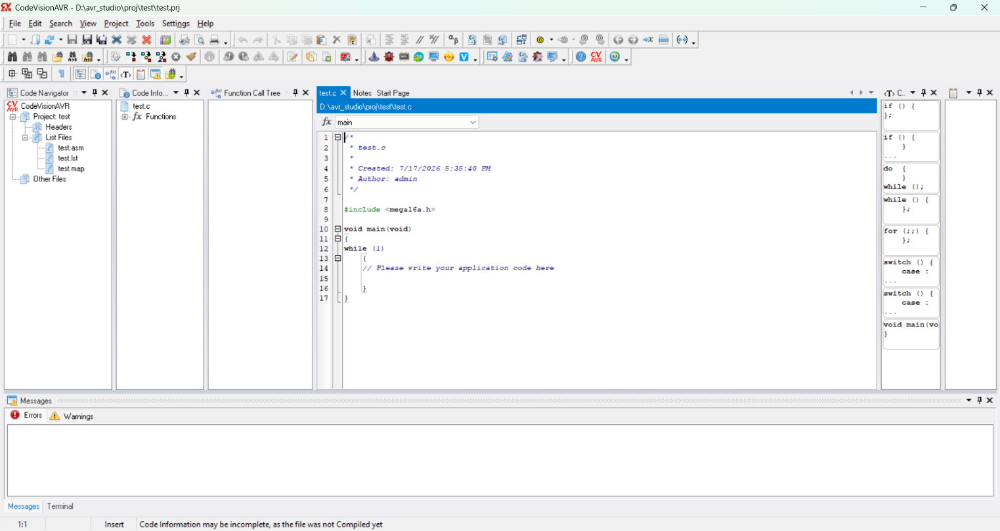 CodeVisionAVR - D:\avr_studio\proj\test\test.prj
File Edit Search View Project Tools Settings Help
Code Navigator
CodeVisionAVR
Project: test
Headers
List Files
test.asm
test.lst
test.map
Other Files
Code Info...
test.c
Functions
Function Call Tree
test.c Notes Start Page
D:\avr_studio\proj\test\test.c
fx main
1 /*
2 * test.c
3 *
4 * Created: 7/17/2026 5:35:40 PM
5 * Author: admin
6 */
7
8 #include <mega16a.h>
9
10 void main(void)
11 {
12 while (1)
13 {
14 // Please write your application code here
15
16 }
17 }
<T> C..
if () {
};
if () {
}
...
do {
}
while ();
while () {
};
for (;;) {
};
switch () {
case :
...
switch () {
case :
...
void main(vo
}
Messages
Errors Warnings
Messages Terminal
1:1 Insert Code Information may be incomplete, as the file was not Compiled yet